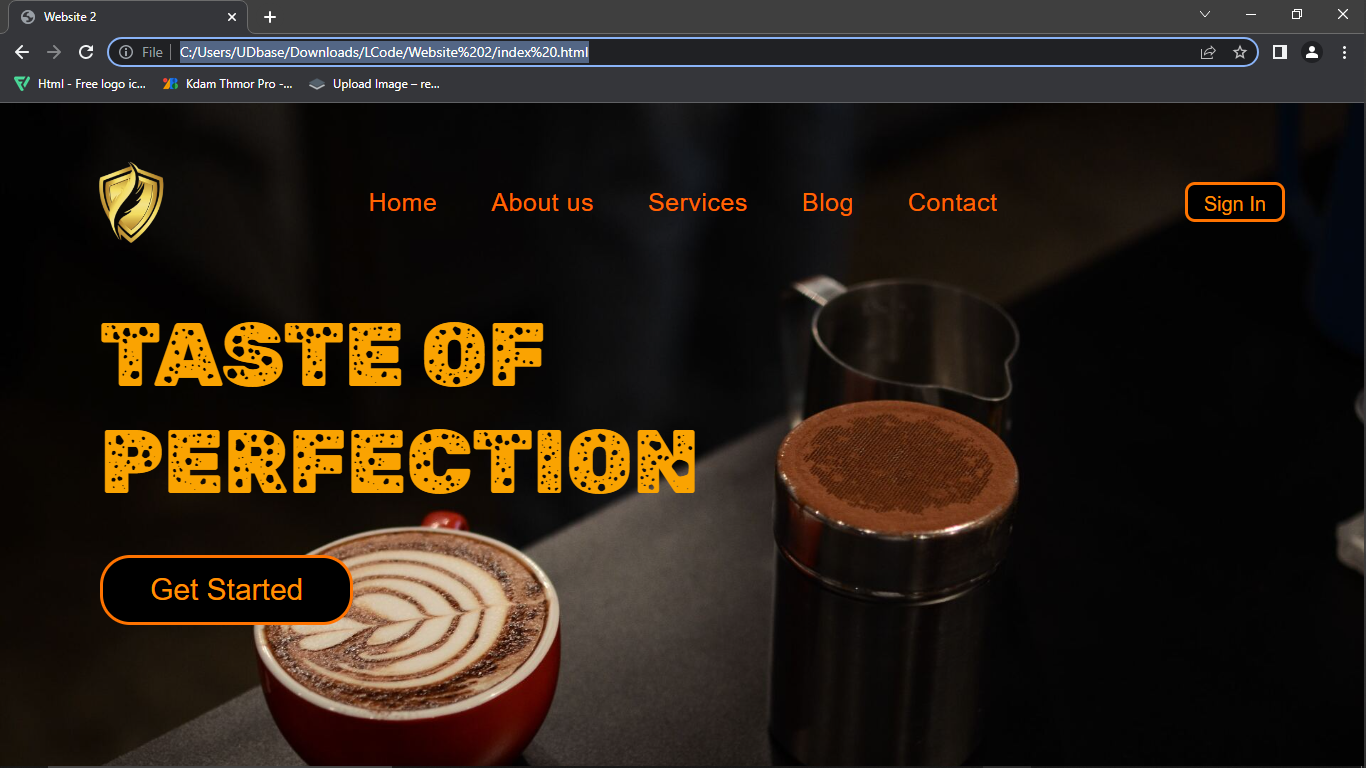 Website 2
File
C:/Users/UDbase/Downloads/LCode/Website%202/index%20.html
Html - Free logo ic...
Kdam Thmor Pro -...
Upload Image – re...
Home
About us
Services
Blog
Contact
Sign In
TASTE OF
PERFECTION
Get Started